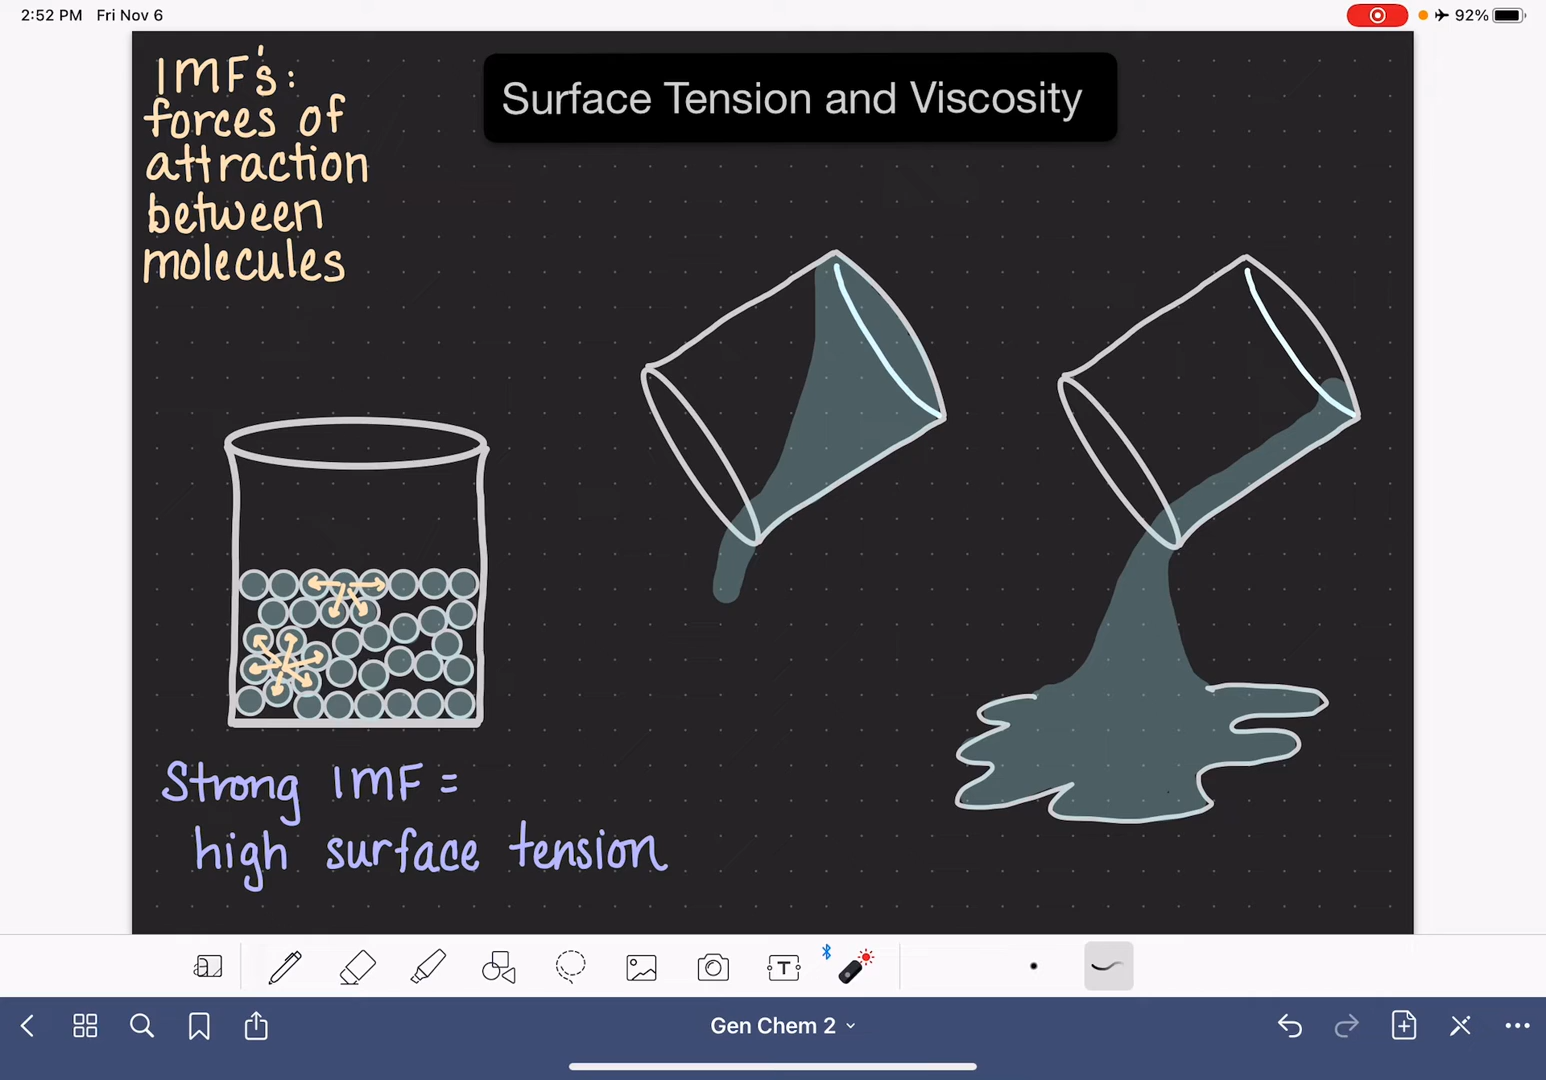 2:52 PM Fri Nov 6
92%
IMF's:
forces of
attraction
between
molecules
Surface Tension and Viscosity
Strong IMF =
high surface tension
a
T
Gen Chem 2